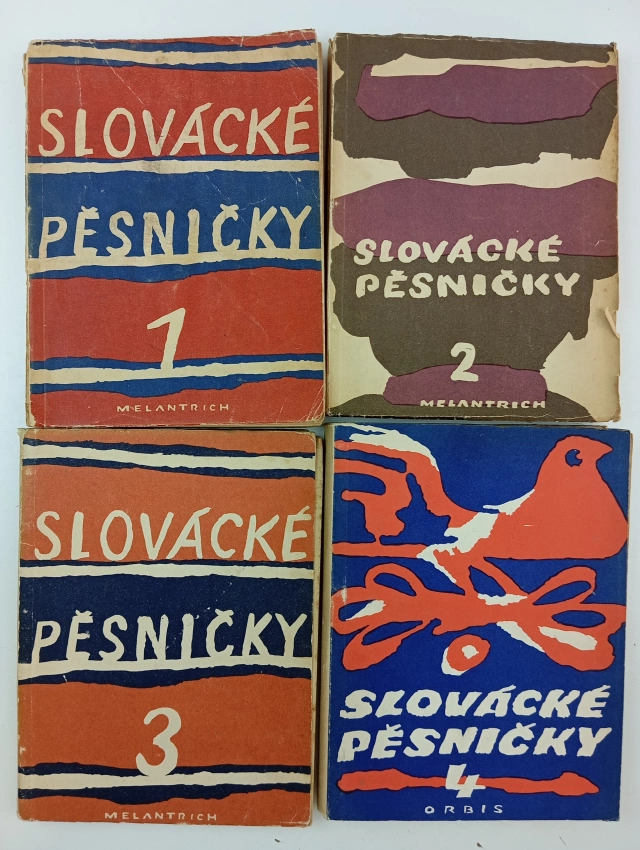 SLOVÁCKÉ
PĚSNIČKY
1
MELANTRICH
SLOVÁCKÉ
PĚSNIČKY
2
MELANTRICH
SLOVÁCKÉ
PĚSNIČKY
3
MELANTRICH
SLOVÁCKÉ
PĚSNIČKY
4
ORBIS